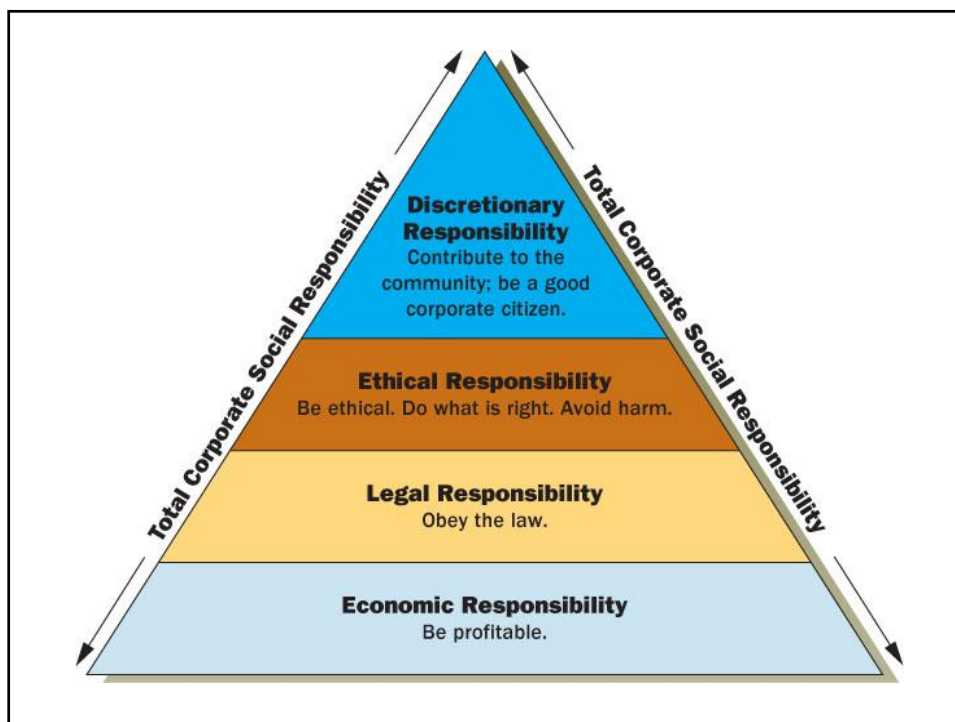 Total Corporate Social Responsibility
Total Corporate Social Responsibility
Discretionary
Responsibility
Contribute to the
community; be a good
corporate citizen.
Ethical Responsibility
Be ethical. Do what is right. Avoid harm.
Legal Responsibility
Obey the law.
Economic Responsibility
Be profitable.